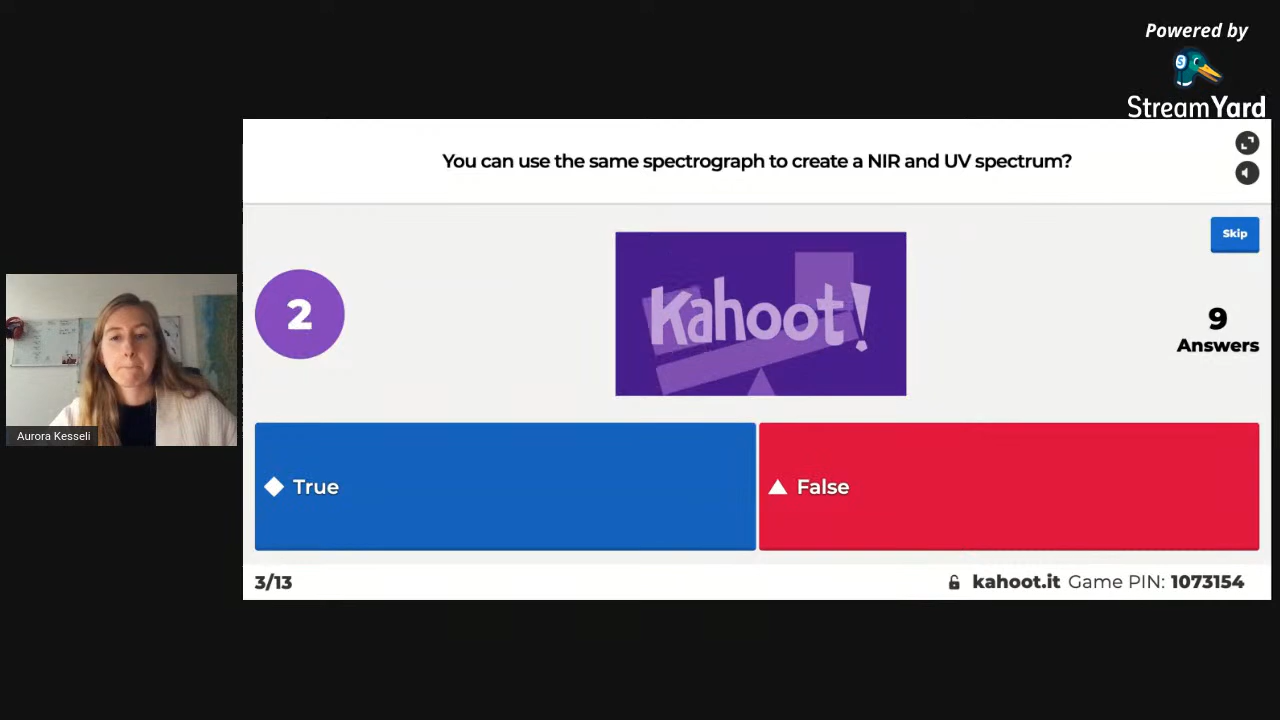 Powered by
StreamYard
You can use the same spectrograph to create a NIR and UV spectrum?
Skip
2
Kahoot!
9
Answers
Aurora Kesseli
True
False
3/13
kahoot.it Game PIN: 1073154